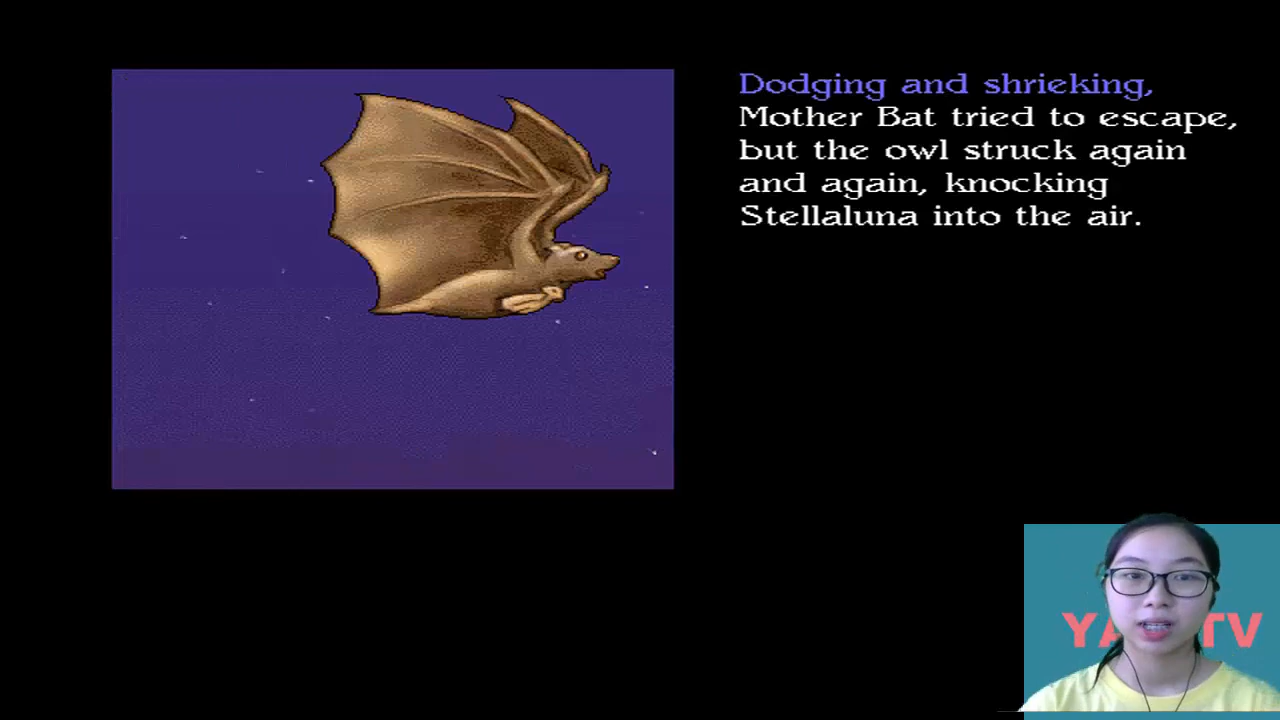 Dodging and shrieking,
Mother Bat tried to escape,
but the owl struck again
and again, knocking
Stellaluna into the air.
TV